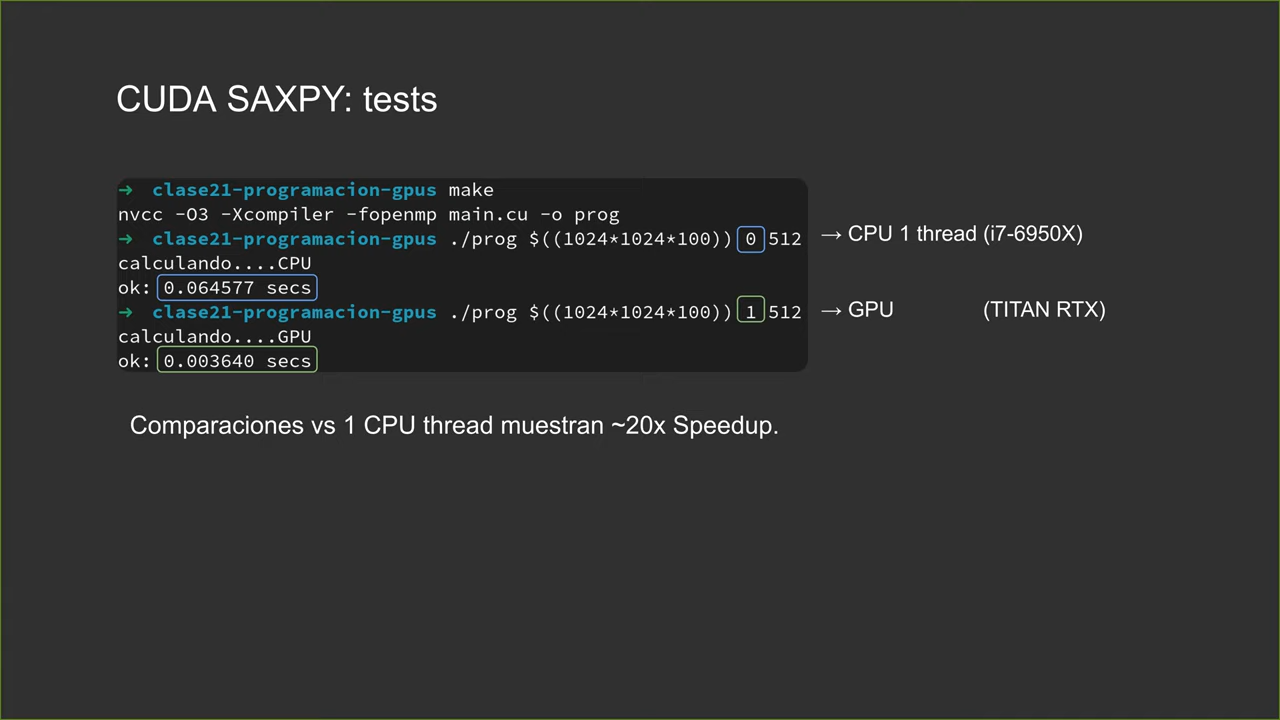 CUDA SAXPY: tests
➜ clase21-programacion-gpus make
nvcc -O3 -Xcompiler -fopenmp main.cu -o prog
➜ clase21-programacion-gpus ./prog $((1024*1024*100)) 0 512 → CPU 1 thread (i7-6950X)
calculando....CPU
ok: 0.064577 secs
➜ clase21-programacion-gpus ./prog $((1024*1024*100)) 1 512 → GPU (TITAN RTX)
calculando....GPU
ok: 0.003640 secs
Comparaciones vs 1 CPU thread muestran ~20x Speedup.